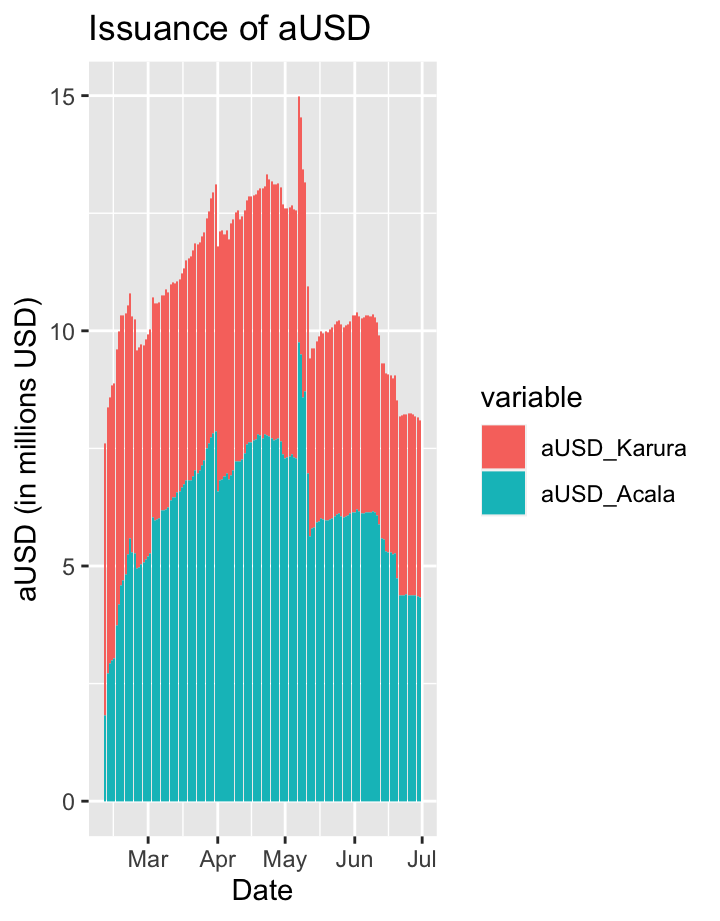 Issuance of aUSD
aUSD (in millions USD)
15
10
5
0
Mar Apr May Jun Jul
Date
variable
aUSD_Karura
aUSD_Acala